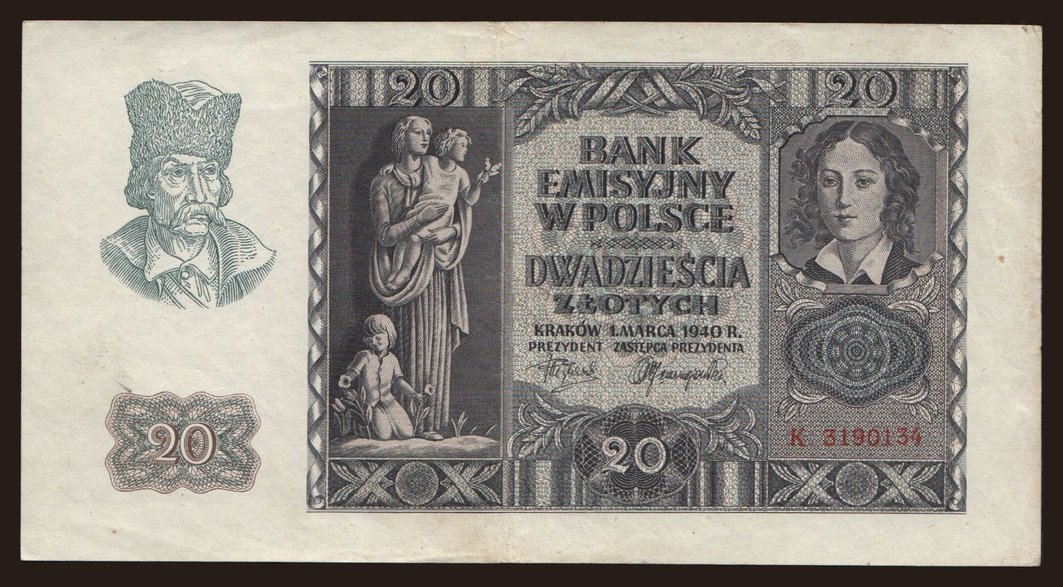 20 20
BANK
EMISYJNY
W POLSCE
DWADZIEŚCIA
ZŁOTYCH
KRAKÓW 1. MARCA 1940 R.
PREZYDENT ZASTĘPCA PREZYDENTA
K 3190134
20
20